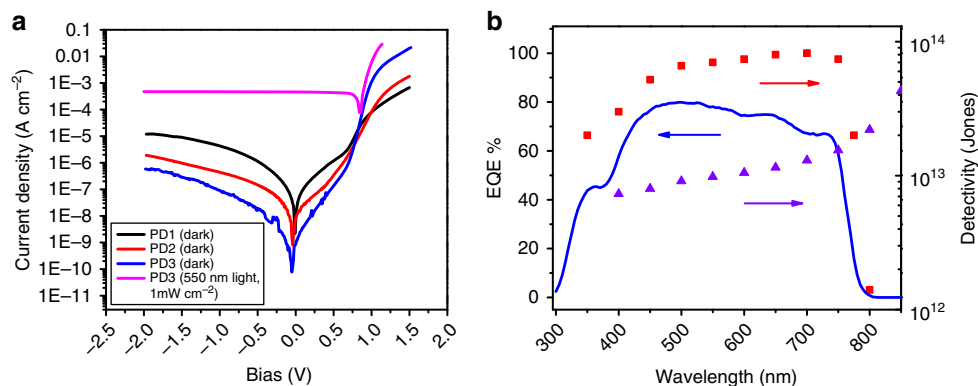 a
Current density (A cm⁻²)
0.1
0.01
1E–3
1E–4
1E–5
1E–6
1E–7
1E–8
1E–9
1E–10
1E–11
PD1 (dark)
PD2 (dark)
PD3 (dark)
PD3 (550 nm light,
1mW cm⁻²)
–2.5
–2.0
–1.5
–1.0
–0.5
0.0
0.5
1.0
1.5
2.0
Bias (V)
b
EQE %
100
80
60
40
20
0
300
400
500
600
700
800
Wavelength (nm)
10¹⁴
10¹³
10¹²
Detectivity (Jones)